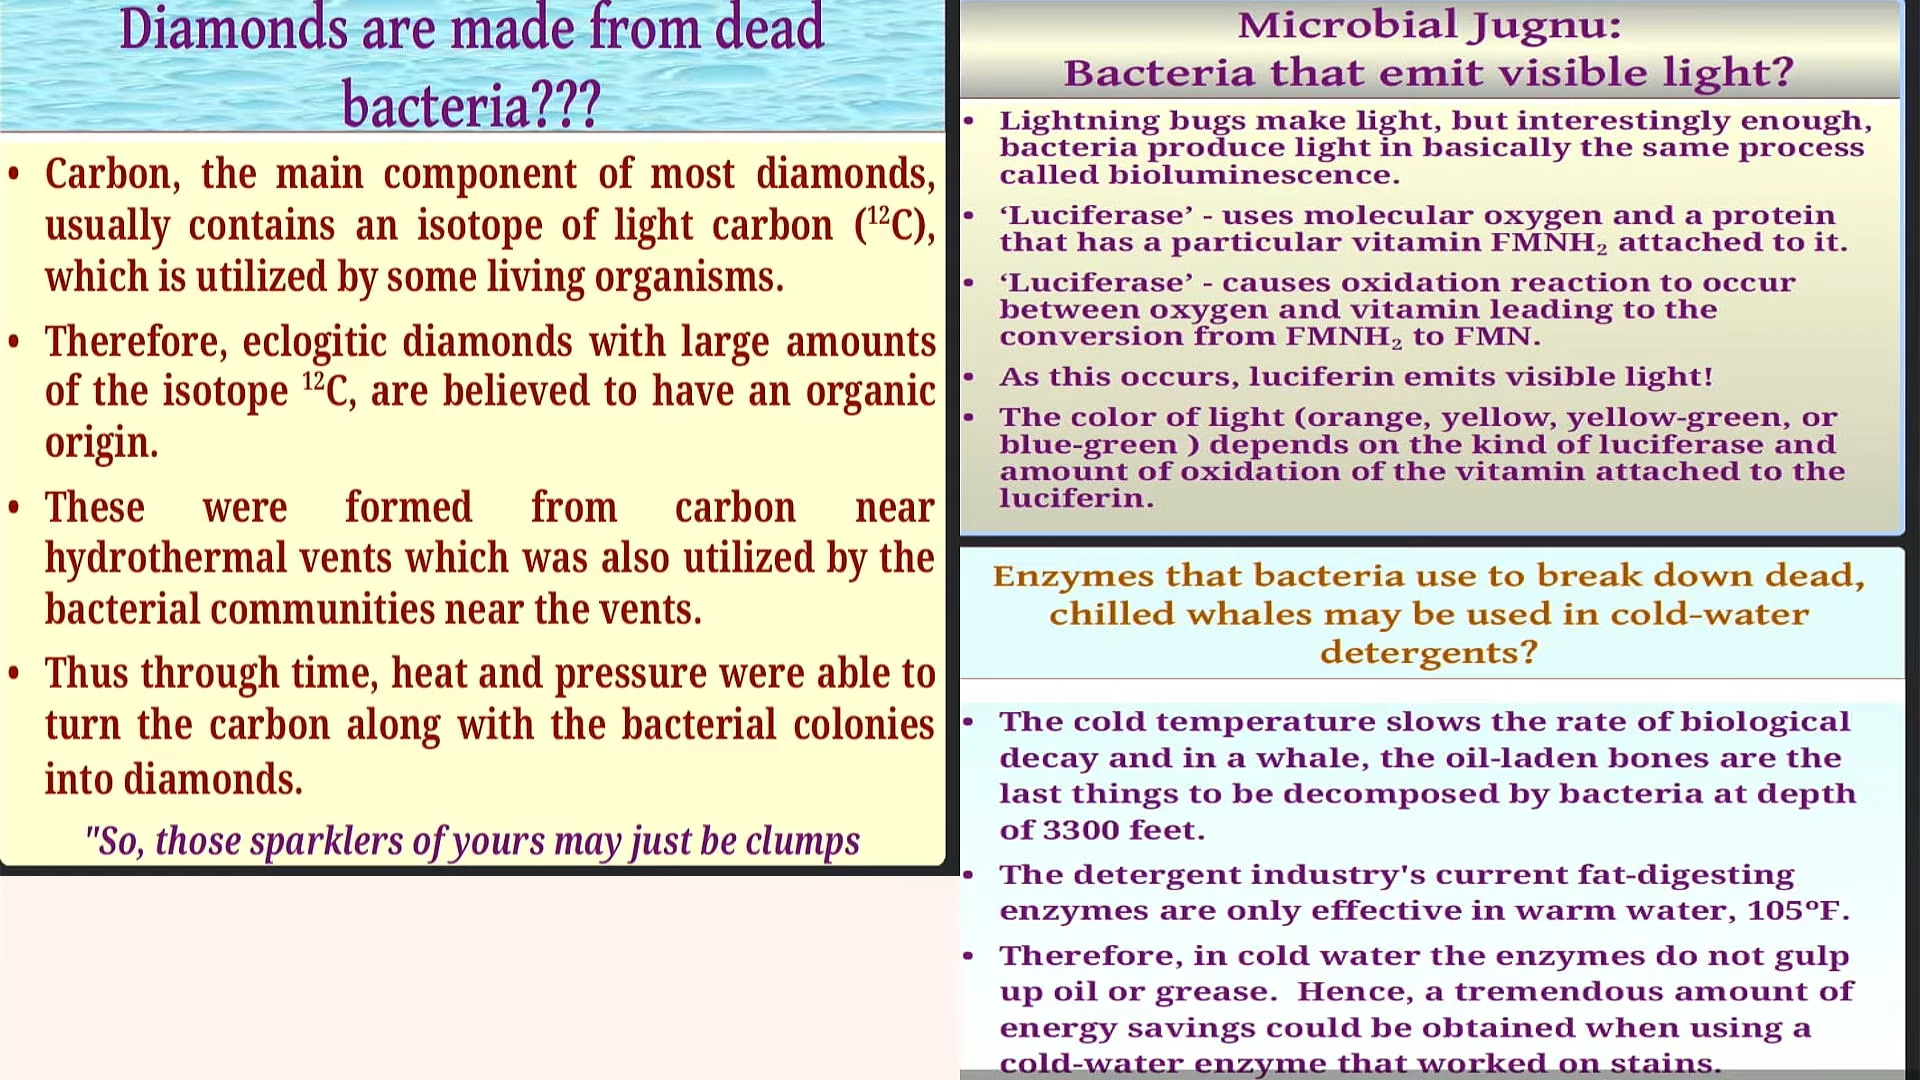 Diamonds are made from dead
bacteria???
• Carbon, the main component of most diamonds,
usually contains an isotope of light carbon (¹²C),
which is utilized by some living organisms.
• Therefore, eclogitic diamonds with large amounts
of the isotope ¹²C, are believed to have an organic
origin.
• These were formed from carbon near
hydrothermal vents which was also utilized by the
bacterial communities near the vents.
• Thus through time, heat and pressure were able to
turn the carbon along with the bacterial colonies
into diamonds.
"So, those sparklers of yours may just be clumps
Microbial Jugnu:
Bacteria that emit visible light?
• Lightning bugs make light, but interestingly enough,
bacteria produce light in basically the same process
called bioluminescence.
• ‘Luciferase’ - uses molecular oxygen and a protein
that has a particular vitamin FMNH₂ attached to it.
• ‘Luciferase’ - causes oxidation reaction to occur
between oxygen and vitamin leading to the
conversion from FMNH₂ to FMN.
• As this occurs, luciferin emits visible light!
• The color of light (orange, yellow, yellow-green, or
blue-green ) depends on the kind of luciferase and
amount of oxidation of the vitamin attached to the
luciferin.
Enzymes that bacteria use to break down dead,
chilled whales may be used in cold-water
detergents?
• The cold temperature slows the rate of biological
decay and in a whale, the oil-laden bones are the
last things to be decomposed by bacteria at depth
of 3300 feet.
• The detergent industry's current fat-digesting
enzymes are only effective in warm water, 105°F.
• Therefore, in cold water the enzymes do not gulp
up oil or grease. Hence, a tremendous amount of
energy savings could be obtained when using a
cold-water enzyme that worked on stains.